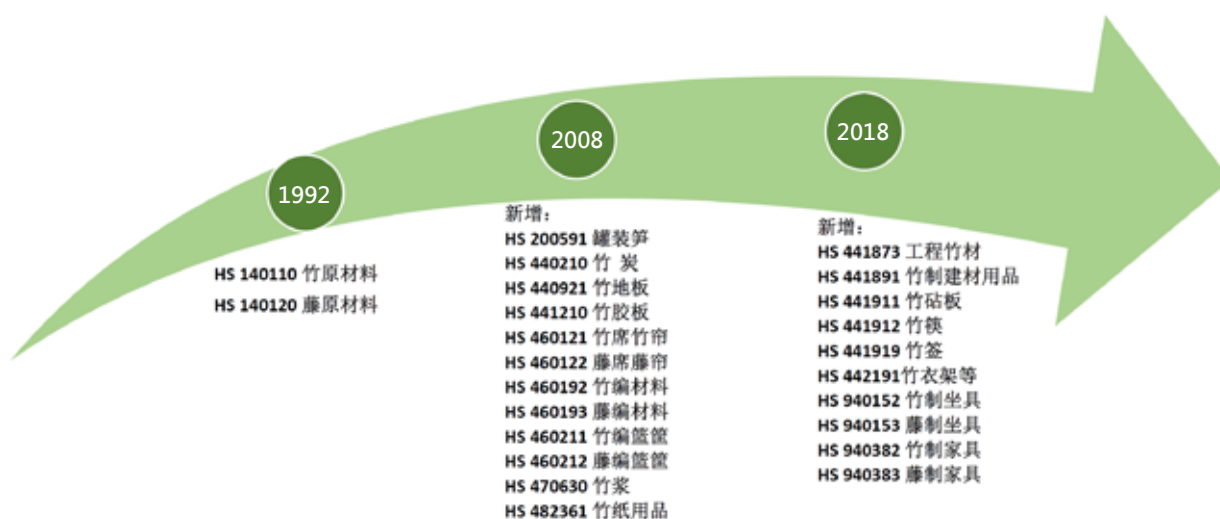 1992
HS 140110 竹原材料
HS 140120 藤原材料
2008
新增：
HS 200591 罐装笋
HS 440210 竹 炭
HS 440921 竹地板
HS 441210 竹胶板
HS 460121 竹席竹帘
HS 460122 藤席藤帘
HS 460192 竹编材料
HS 460193 藤编材料
HS 460211 竹编篮筐
HS 460212 藤编篮筐
HS 470630 竹浆
HS 482361 竹纸用品
2018
新增：
HS 441873 工程竹材
HS 441891 竹制建材用品
HS 441911 竹砧板
HS 441912 竹筷
HS 441919 竹签
HS 442191竹衣架等
HS 940152 竹制坐具
HS 940153 藤制坐具
HS 940382 竹制家具
HS 940383 藤制家具